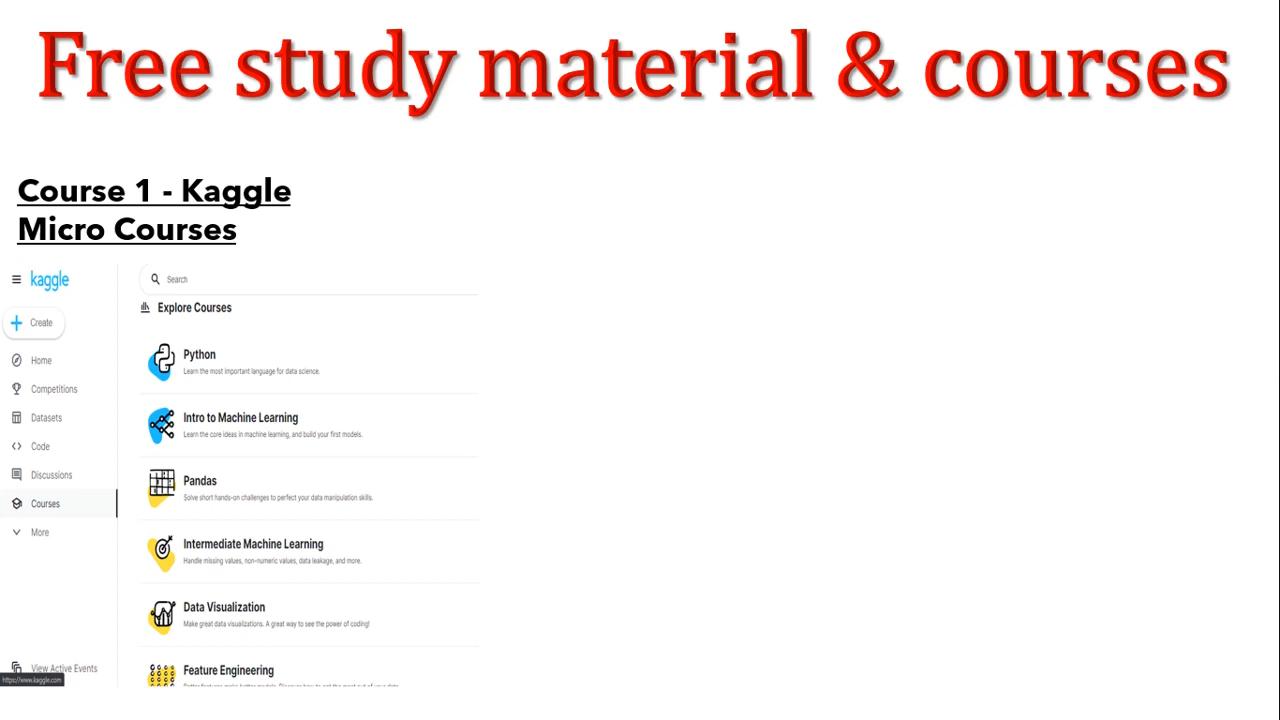 Free study material & courses
Course 1 - Kaggle
Micro Courses
kaggle
Search
Explore Courses
Create
Python
Learn the most important language for data science.
Home
Competitions
Datasets
Intro to Machine Learning
Learn the core ideas in machine learning, and build your first models.
Code
Discussions
Pandas
Solve short hands-on challenges to perfect your data manipulation skills.
Courses
More
Intermediate Machine Learning
Handle missing values, non-numeric values, data leakage, and more.
Data Visualization
Make great data visualizations. A great way to see the power of coding!
View Active Events
Feature Engineering
https://www.kaggle.com